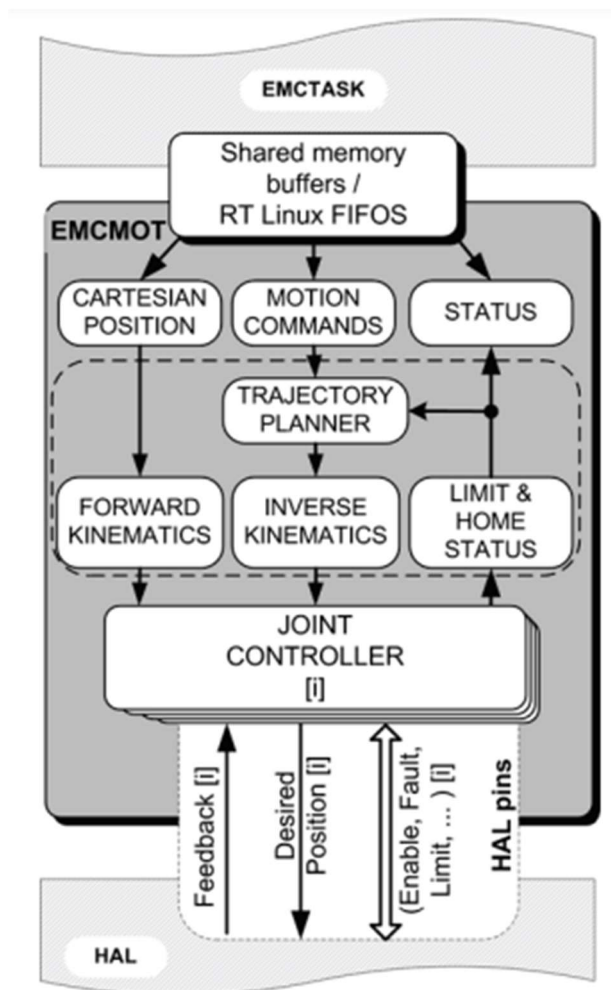 EMCTASK
Shared memory
buffers /
RT Linux FIFOS
EMCMOT
CARTESIAN
POSITION
MOTION
COMMANDS
STATUS
TRAJECTORY
PLANNER
FORWARD
KINEMATICS
INVERSE
KINEMATICS
LIMIT &
HOME
STATUS
JOINT
CONTROLLER
[i]
Feedback [i]
Desired
Position [i]
(Enable, Fault,
Limit, ... ) [i]
HAL pins
HAL